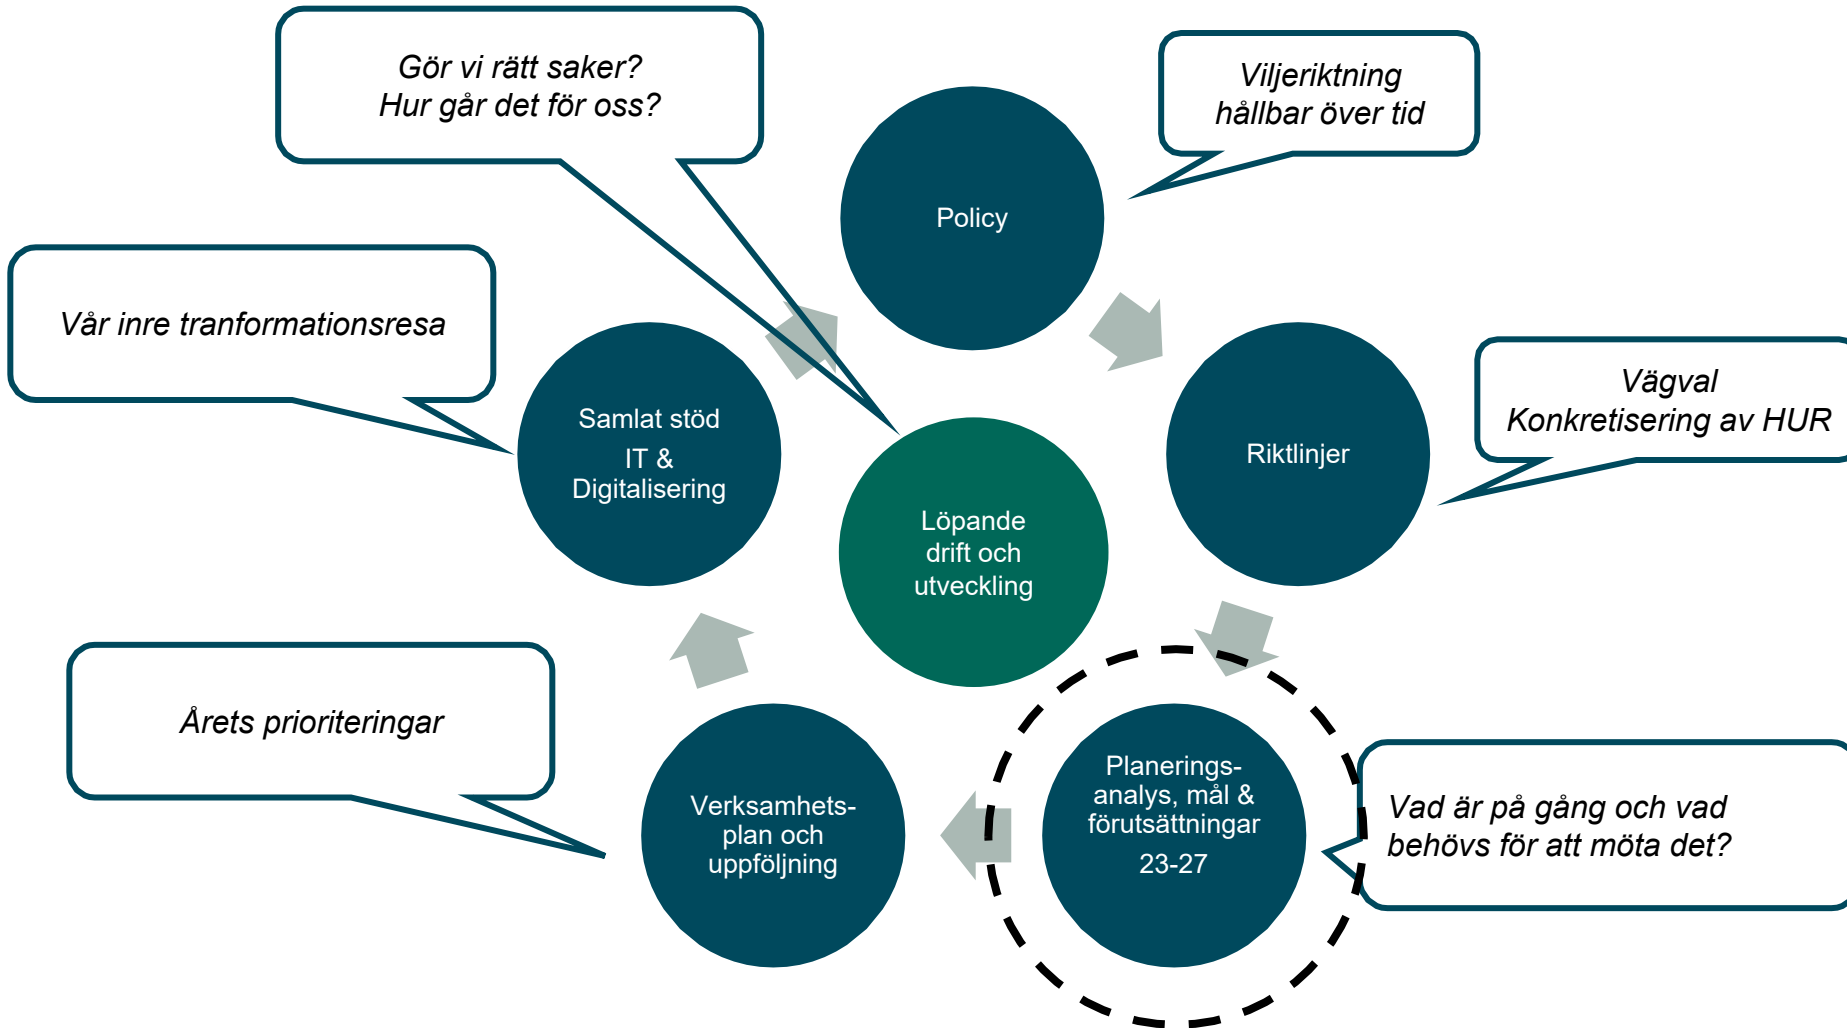 Gör vi rätt saker?
Hur går det för oss?
Viljeriktning
hållbar över tid
Policy
Vår inre tranformationsresa
Vägval
Konkretisering av HUR
Samlat stöd
IT &
Digitalisering
Riktlinjer
Löpande
drift och
utveckling
Årets prioriteringar
Verksamhets-
plan och
uppföljning
Planerings-
analys, mål &
förutsättningar
23-27
Vad är på gång och vad
behövs för att möta det?